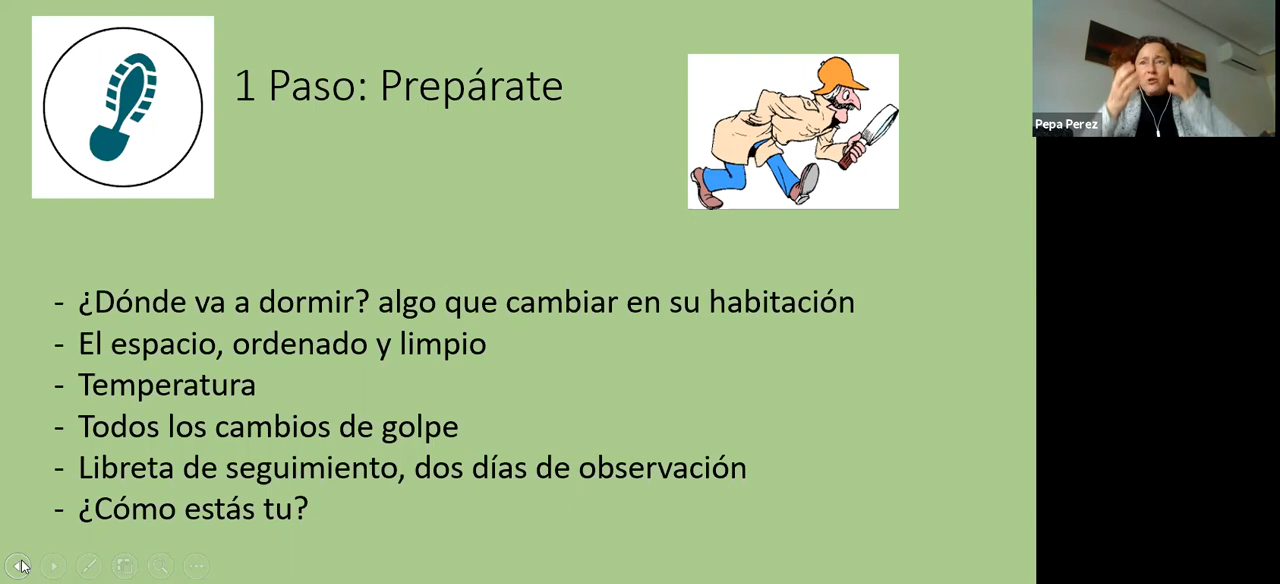 1 Paso: Prepárate
Pepa Perez
- ¿Dónde va a dormir? algo que cambiar en su habitación
- El espacio, ordenado y limpio
- Temperatura
- Todos los cambios de golpe
- Libreta de seguimiento, dos días de observación
- ¿Cómo estás tu?